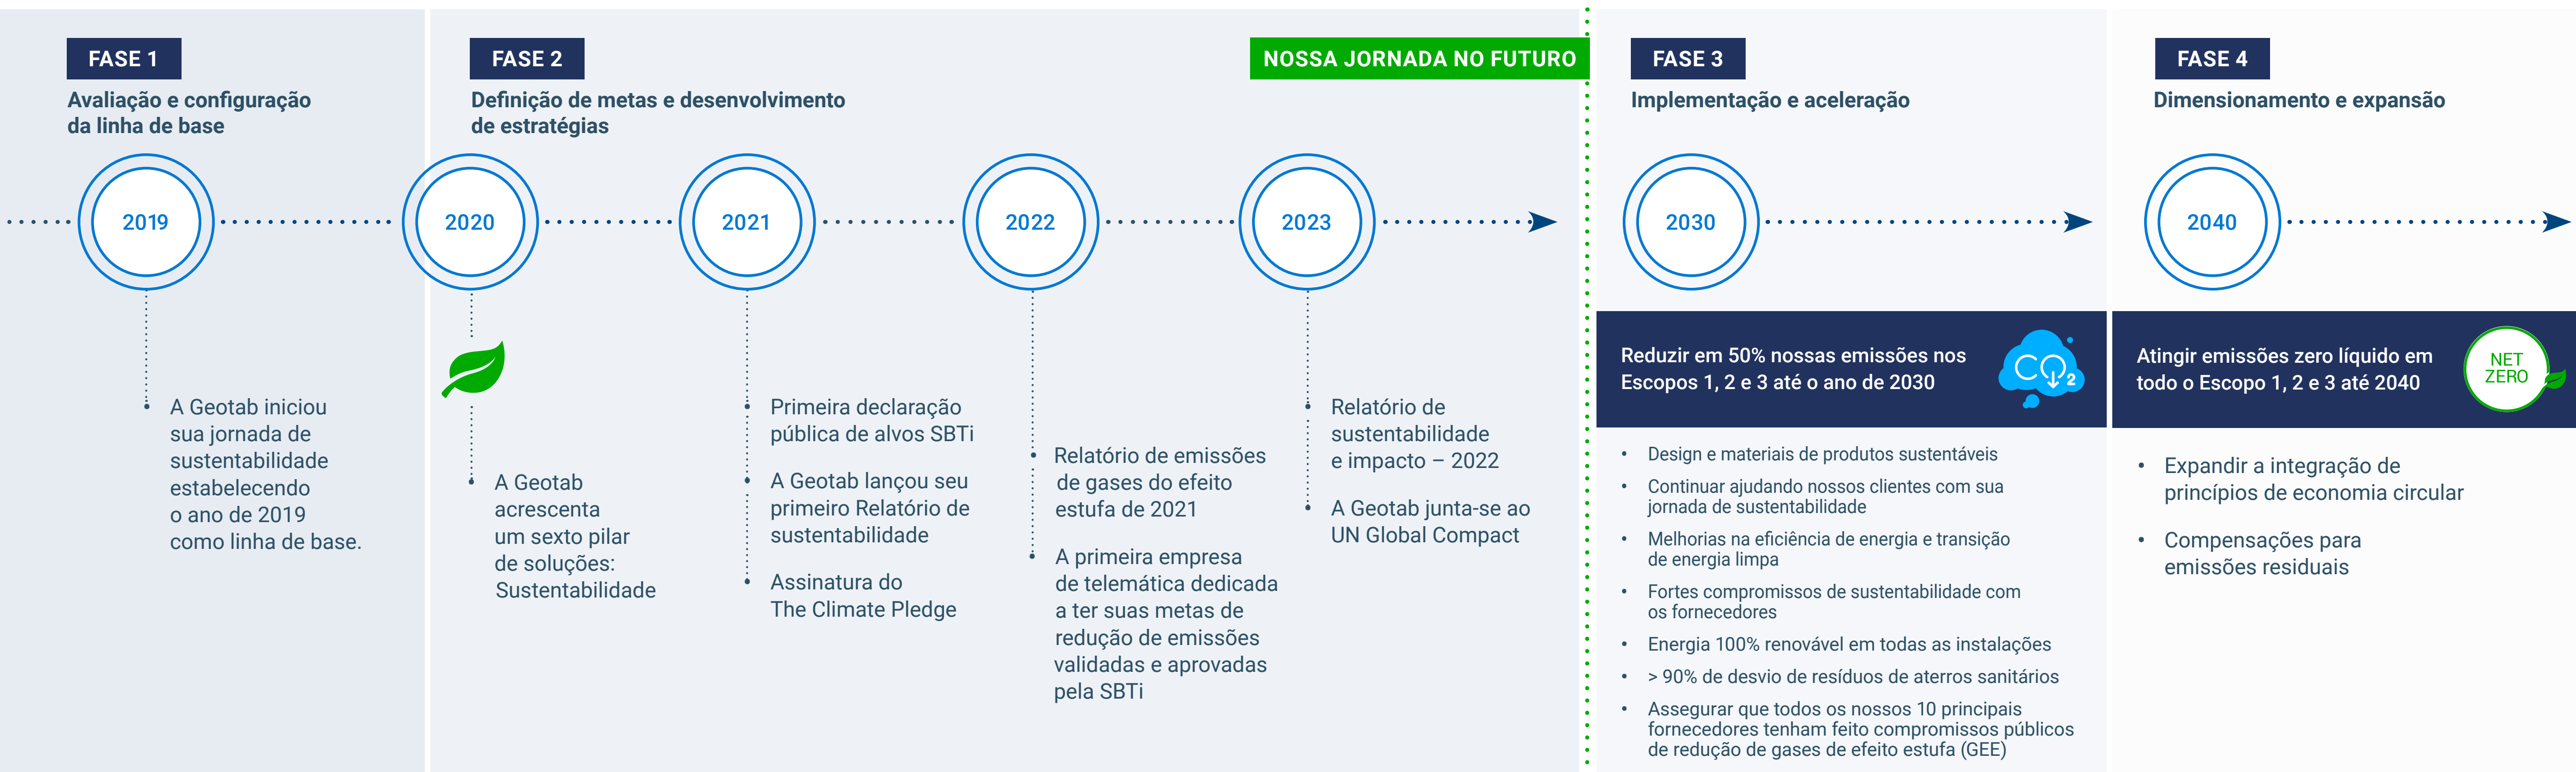 FASE 1
Avaliação e configuração
da linha de base
2019
A Geotab iniciou
sua jornada de
sustentabilidade
estabelecendo
o ano de 2019
como linha de base.
FASE 2
Definição de metas e desenvolvimento
de estratégias
2020
A Geotab
acrescenta
um sexto pilar
de soluções:
Sustentabilidade
2021
Primeira declaração
pública de alvos SBTi
A Geotab lançou seu
primeiro Relatório de
sustentabilidade
Assinatura do
The Climate Pledge
2022
Relatório de emissões
de gases do efeito
estufa de 2021
A primeira empresa
de telemática dedicada
a ter suas metas de
redução de emissões
validadas e aprovadas
pela SBTi
NOSSA JORNADA NO FUTURO
2023
Relatório de
sustentabilidade
e impacto – 2022
A Geotab junta-se ao
UN Global Compact
FASE 3
Implementação e aceleração
2030
Reduzir em 50% nossas emissões nos
Escopos 1, 2 e 3 até o ano de 2030
CO2
• Design e materiais de produtos sustentáveis
• Continuar ajudando nossos clientes com sua
jornada de sustentabilidade
• Melhorias na eficiência de energia e transição
de energia limpa
• Fortes compromissos de sustentabilidade com
os fornecedores
• Energia 100% renovável em todas as instalações
• > 90% de desvio de resíduos de aterros sanitários
• Assegurar que todos os nossos 10 principais
fornecedores tenham feito compromissos públicos
de redução de gases de efeito estufa (GEE)
FASE 4
Dimensionamento e expansão
2040
Atingir emissões zero líquido em
todo o Escopo 1, 2 e 3 até 2040
NET
ZERO
• Expandir a integração de
princípios de economia circular
• Compensações para
emissões residuais